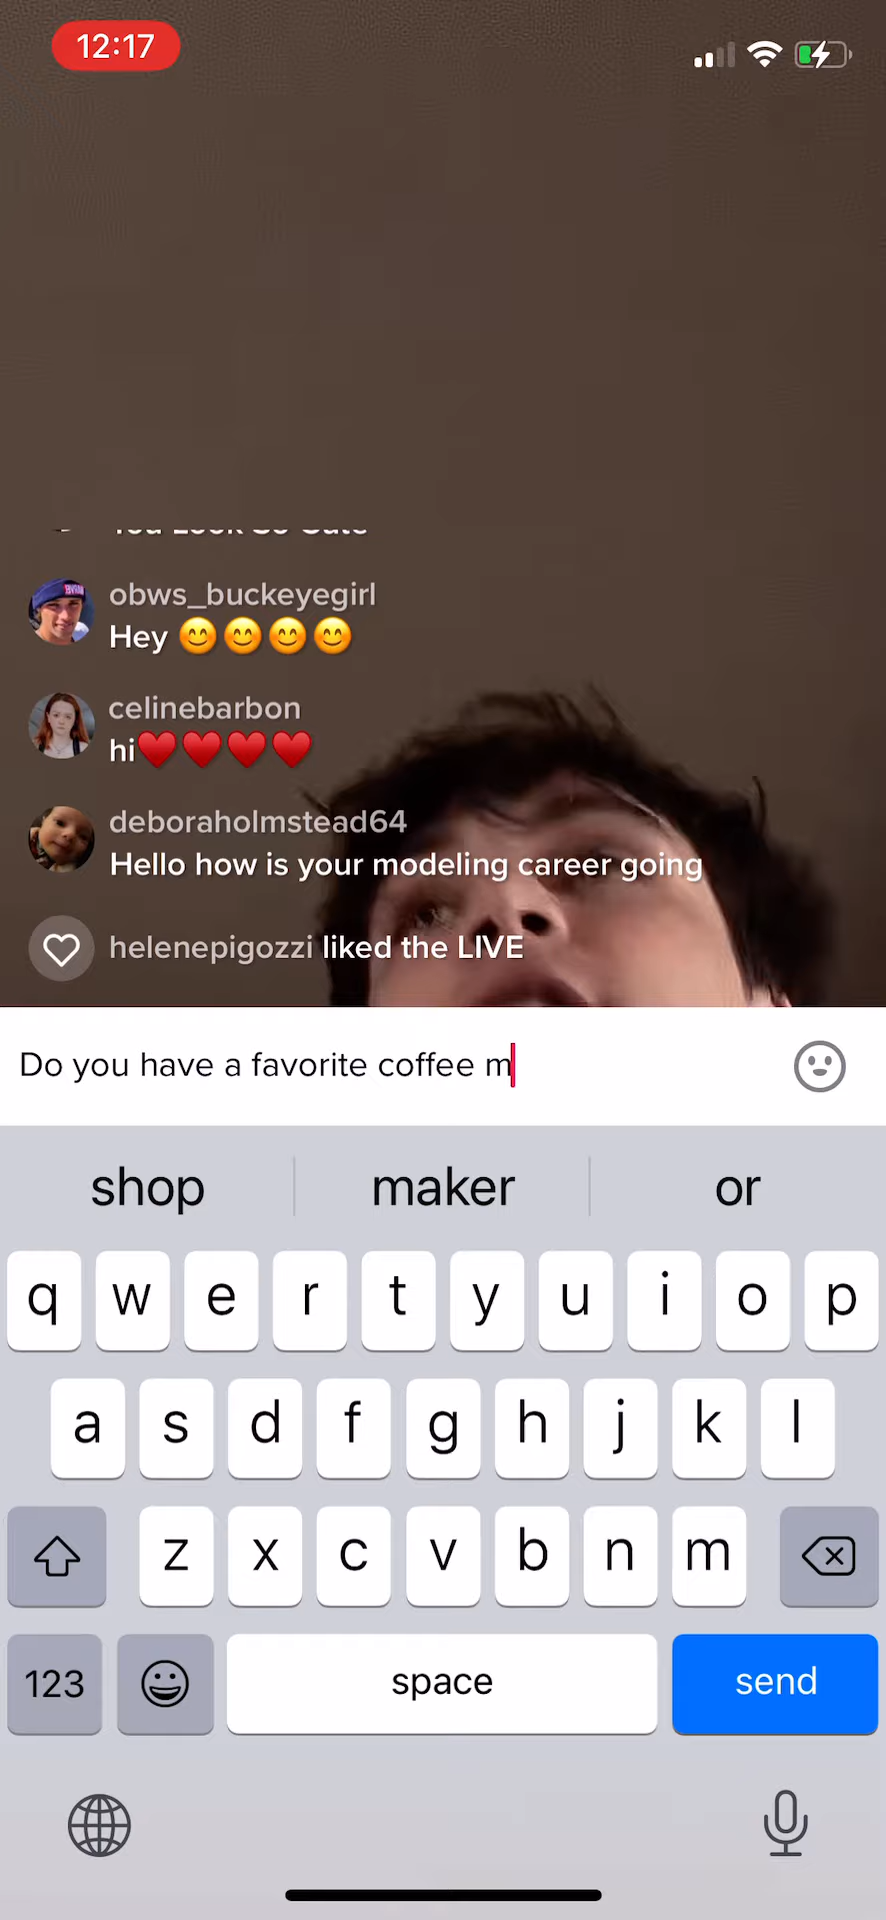 12:17
obws_buckeyegirl
Hey 😊😊😊😊
celinebarbon
hi♥️♥️♥️♥️
deboraholmstead64
Hello how is your modeling career going
helenepigozzi liked the LIVE
Do you have a favorite coffee m
shop maker or
q w e r t y u i o p
a s d f g h j k l
z x c v b n m
123 space send